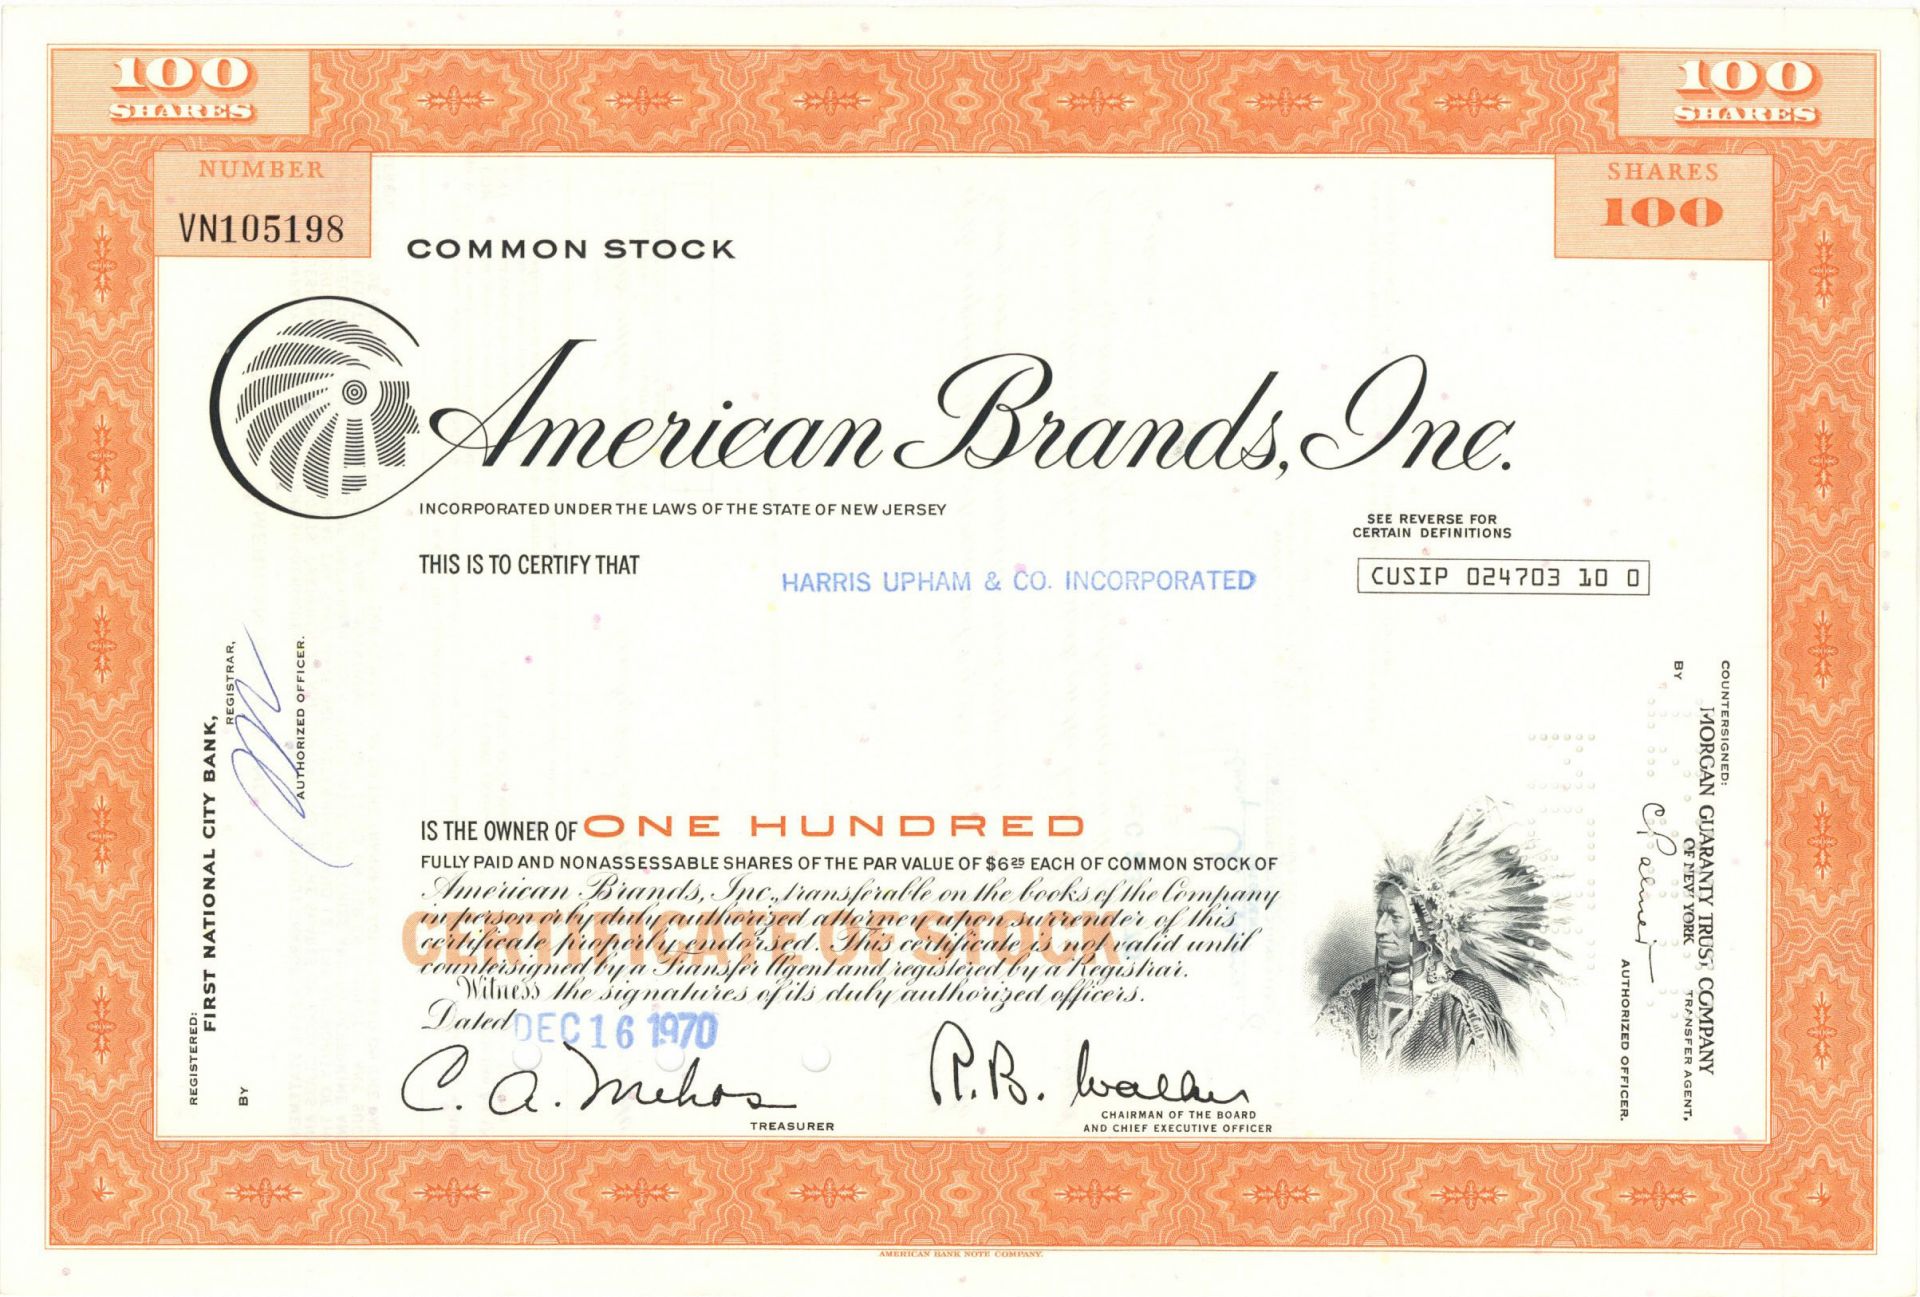 100 SHARES
100 SHARES
NUMBER
VN105198
SHARES
100
COMMON STOCK
American Brands, Inc.
INCORPORATED UNDER THE LAWS OF THE STATE OF NEW JERSEY
SEE REVERSE FOR
CERTAIN DEFINITIONS
THIS IS TO CERTIFY THAT
HARRIS UPHAM & CO. INCORPORATED
CUSIP 024703 10 0
IS THE OWNER OF ONE HUNDRED
FULLY PAID AND NONASSESSABLE SHARES OF THE PAR VALUE OF $6 25 EACH OF COMMON STOCK OF
American Brands, Inc., transferable on the books of the Company
in person or by duly authorized attorney upon surrender of this
certificate properly endorsed. This certificate is not valid until
countersigned by a Transfer Agent and registered by a Registrar.
CERTIFICATE OF STOCK
Witness the signatures of its duly authorized officers.
Dated DEC 16 1970
C. A. Mehos
TREASURER
R. B. Walker
CHAIRMAN OF THE BOARD
AND CHIEF EXECUTIVE OFFICER
REGISTERED:
FIRST NATIONAL CITY BANK,
REGISTRAR,
BY
AUTHORIZED OFFICER.
COUNTERSIGNED:
MORGAN GUARANTY TRUST COMPANY
OF NEW YORK
TRANSFER AGENT,
BY
AUTHORIZED OFFICER.
AMERICAN BANK NOTE COMPANY.